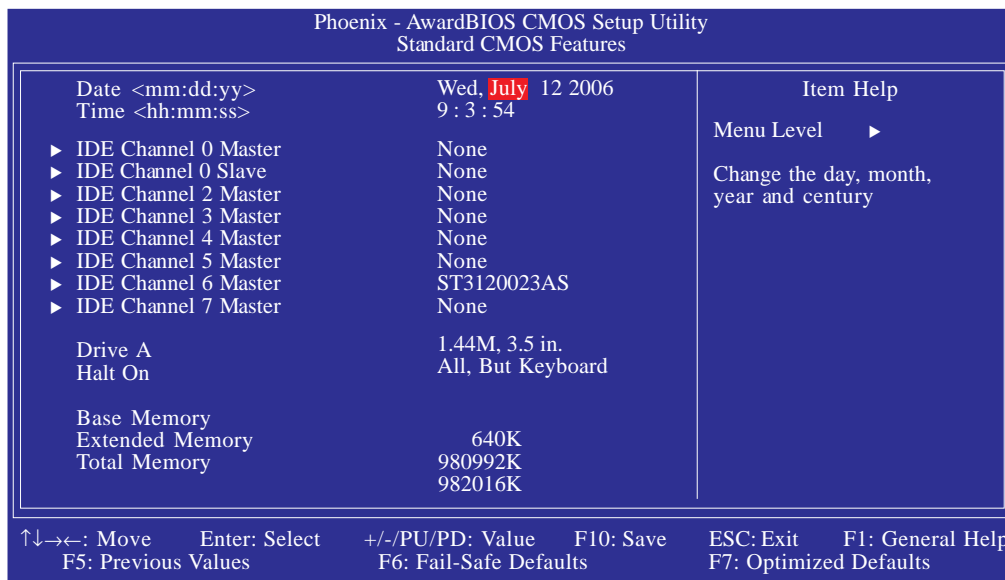 Phoenix - AwardBIOS CMOS Setup Utility
Standard CMOS Features
Date <mm:dd:yy> Wed, July 12 2006
Time <hh:mm:ss> 9 : 3 : 54
▶ IDE Channel 0 Master None
▶ IDE Channel 0 Slave None
▶ IDE Channel 2 Master None
▶ IDE Channel 3 Master None
▶ IDE Channel 4 Master None
▶ IDE Channel 5 Master None
▶ IDE Channel 6 Master ST3120023AS
▶ IDE Channel 7 Master None
Drive A 1.44M, 3.5 in.
Halt On All, But Keyboard
Base Memory
Extended Memory 640K
Total Memory 980992K
982016K
Item Help
Menu Level ▶
Change the day, month,
year and century
↑↓→←: Move Enter: Select +/-/PU/PD: Value F10: Save ESC: Exit F1: General Help
F5: Previous Values F6: Fail-Safe Defaults F7: Optimized Defaults